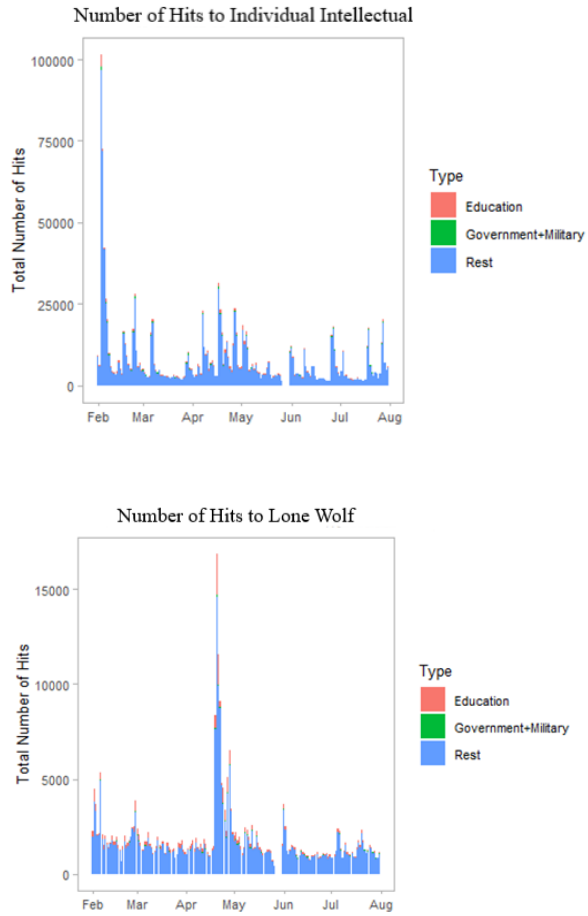 Number of Hits to Individual Intellectual
100000
75000
50000
25000
0
Total Number of Hits
Feb Mar Apr May Jun Jul Aug
Type
Education
Government+Military
Rest
Number of Hits to Lone Wolf
15000
10000
5000
0
Total Number of Hits
Feb Mar Apr May Jun Jul Aug
Type
Education
Government+Military
Rest